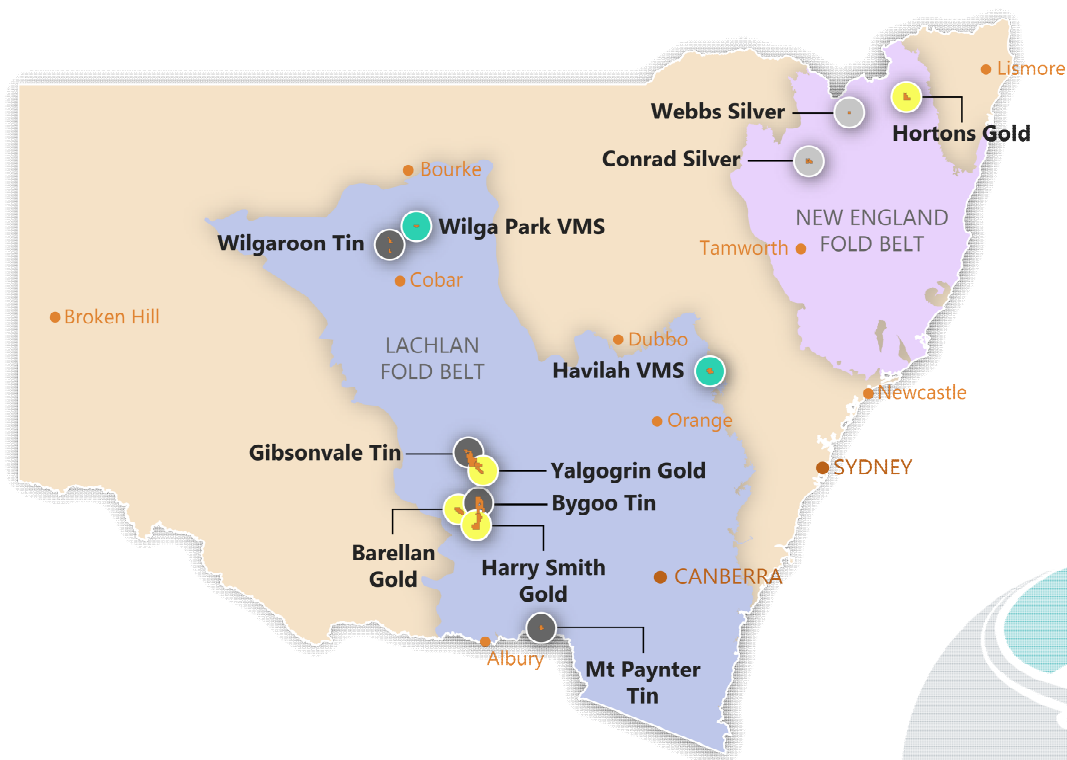 Lismore
Webbs Silver
Hortons Gold
Conrad Silver
Bourke
NEW ENGLAND
FOLD BELT
Wilga Park VMS
Wilgaroon Tin
Tamworth
Cobar
Broken Hill
Dubbo
LACHLAN
FOLD BELT
Havilah VMS
Newcastle
Orange
Gibsonvale Tin
Yalgogrin Gold
SYDNEY
Bygoo Tin
Barellan
Gold
Harry Smith
Gold
CANBERRA
Albury
Mt Paynter
Tin